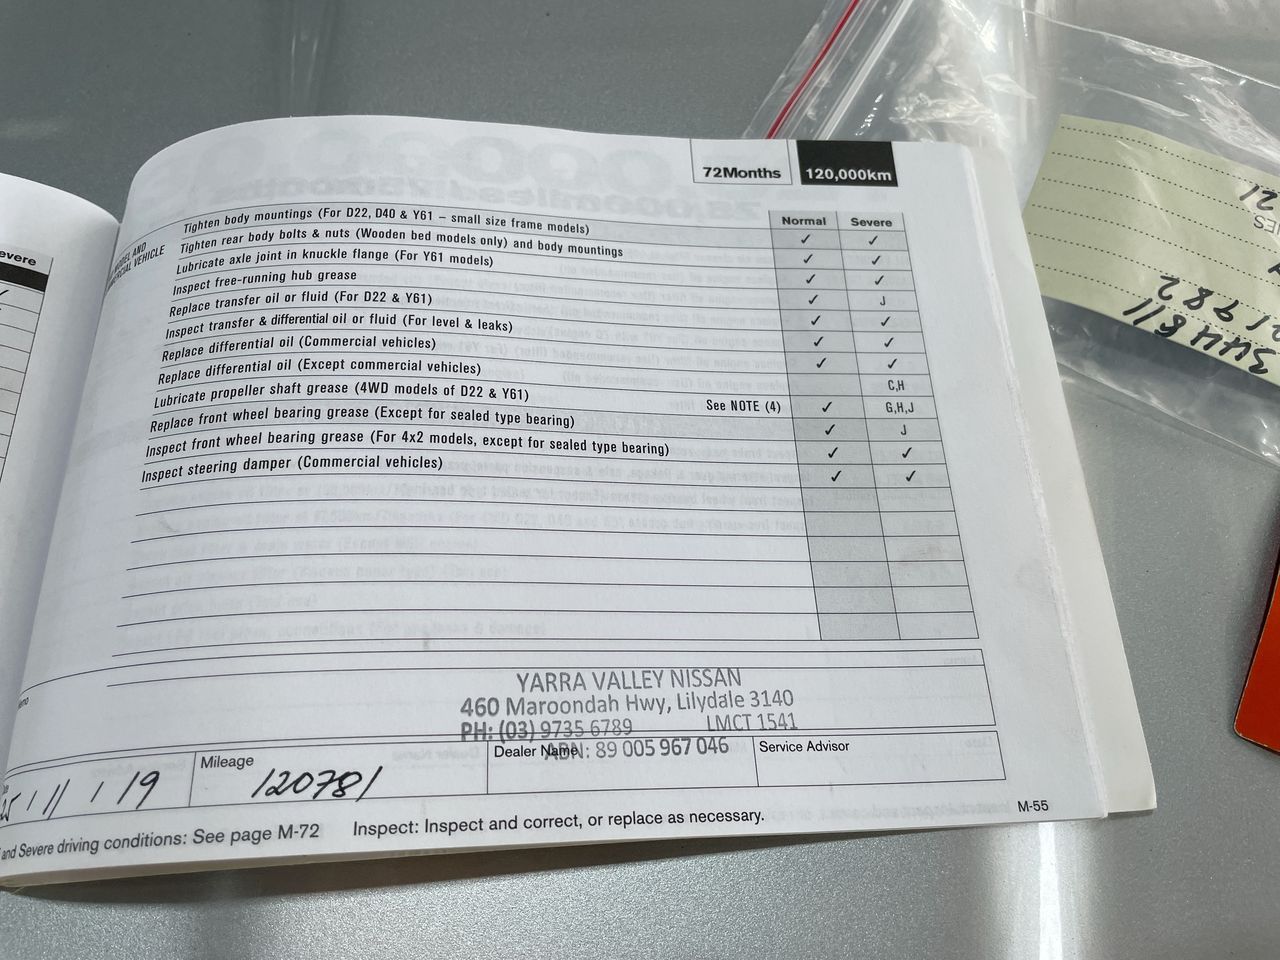 72Months 120,000km
Normal Severe
evere
MODEL AND
COMMERCIAL VEHICLE
Tighten body mountings (For D22, D40 & Y61 – small size frame models) ✓ ✓
Tighten rear body bolts & nuts (Wooden bed models only) and body mountings ✓ ✓
Lubricate axle joint in knuckle flange (For Y61 models) ✓ ✓
Inspect free-running hub grease ✓ J
Replace transfer oil or fluid (For D22 & Y61) ✓ ✓
Inspect transfer & differential oil or fluid (For level & leaks) ✓ ✓
Replace differential oil (Commercial vehicles) ✓ ✓
Replace differential oil (Except commercial vehicles) C,H
Lubricate propeller shaft grease (4WD models of D22 & Y61) See NOTE (4) ✓ G,H,J
Replace front wheel bearing grease (Except for sealed type bearing) ✓ J
Inspect front wheel bearing grease (For 4x2 models, except for sealed type bearing) ✓ ✓
Inspect steering damper (Commercial vehicles) ✓ ✓
YARRA VALLEY NISSAN
460 Maroondah Hwy, Lilydale 3140
PH: (03) 9735 6789 LMCT 1541
ABN: 89 005 967 046
Mileage Dealer Name Service Advisor
25/11/19 120781
and Severe driving conditions: See page M-72 Inspect: Inspect and correct, or replace as necessary.
M-55